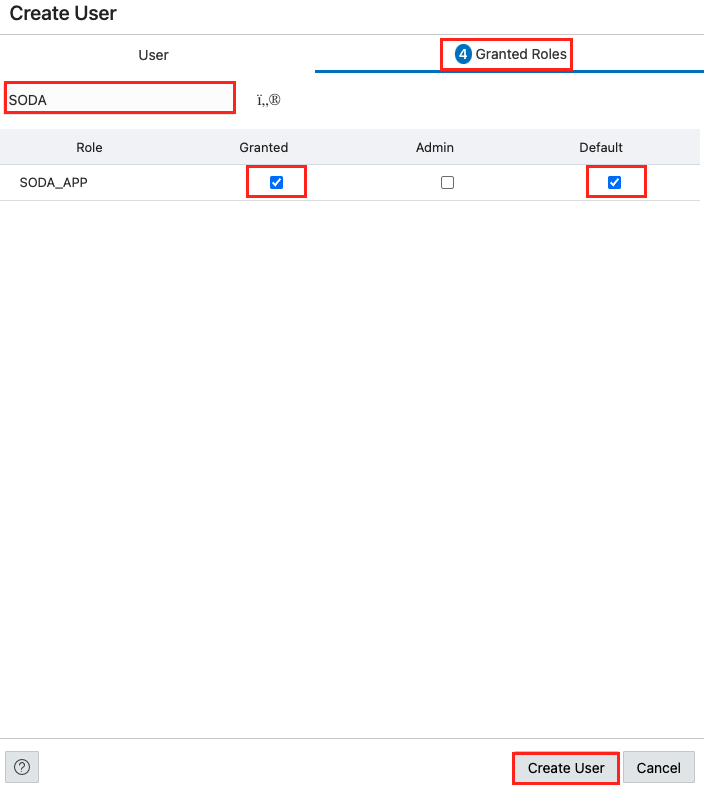 Create User
User
4 Granted Roles
SODA
ï,,®
Role Granted Admin Default
SODA_APP
? Create User Cancel